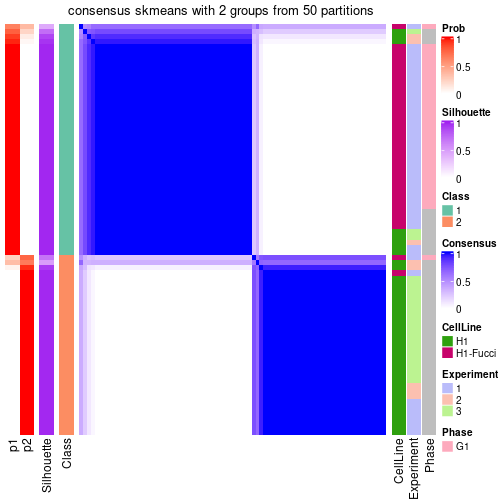 consensus skmeans with 2 groups from 50 partitions
Prob
1
0.5
0
Silhouette
1
0.5
0
Class
1
2
Consensus
1
0.5
0
CellLine
H1
H1-Fucci
Experiment
1
2
3
Phase
G1
p1
p2
Silhouette
Class
CellLine
Experiment
Phase